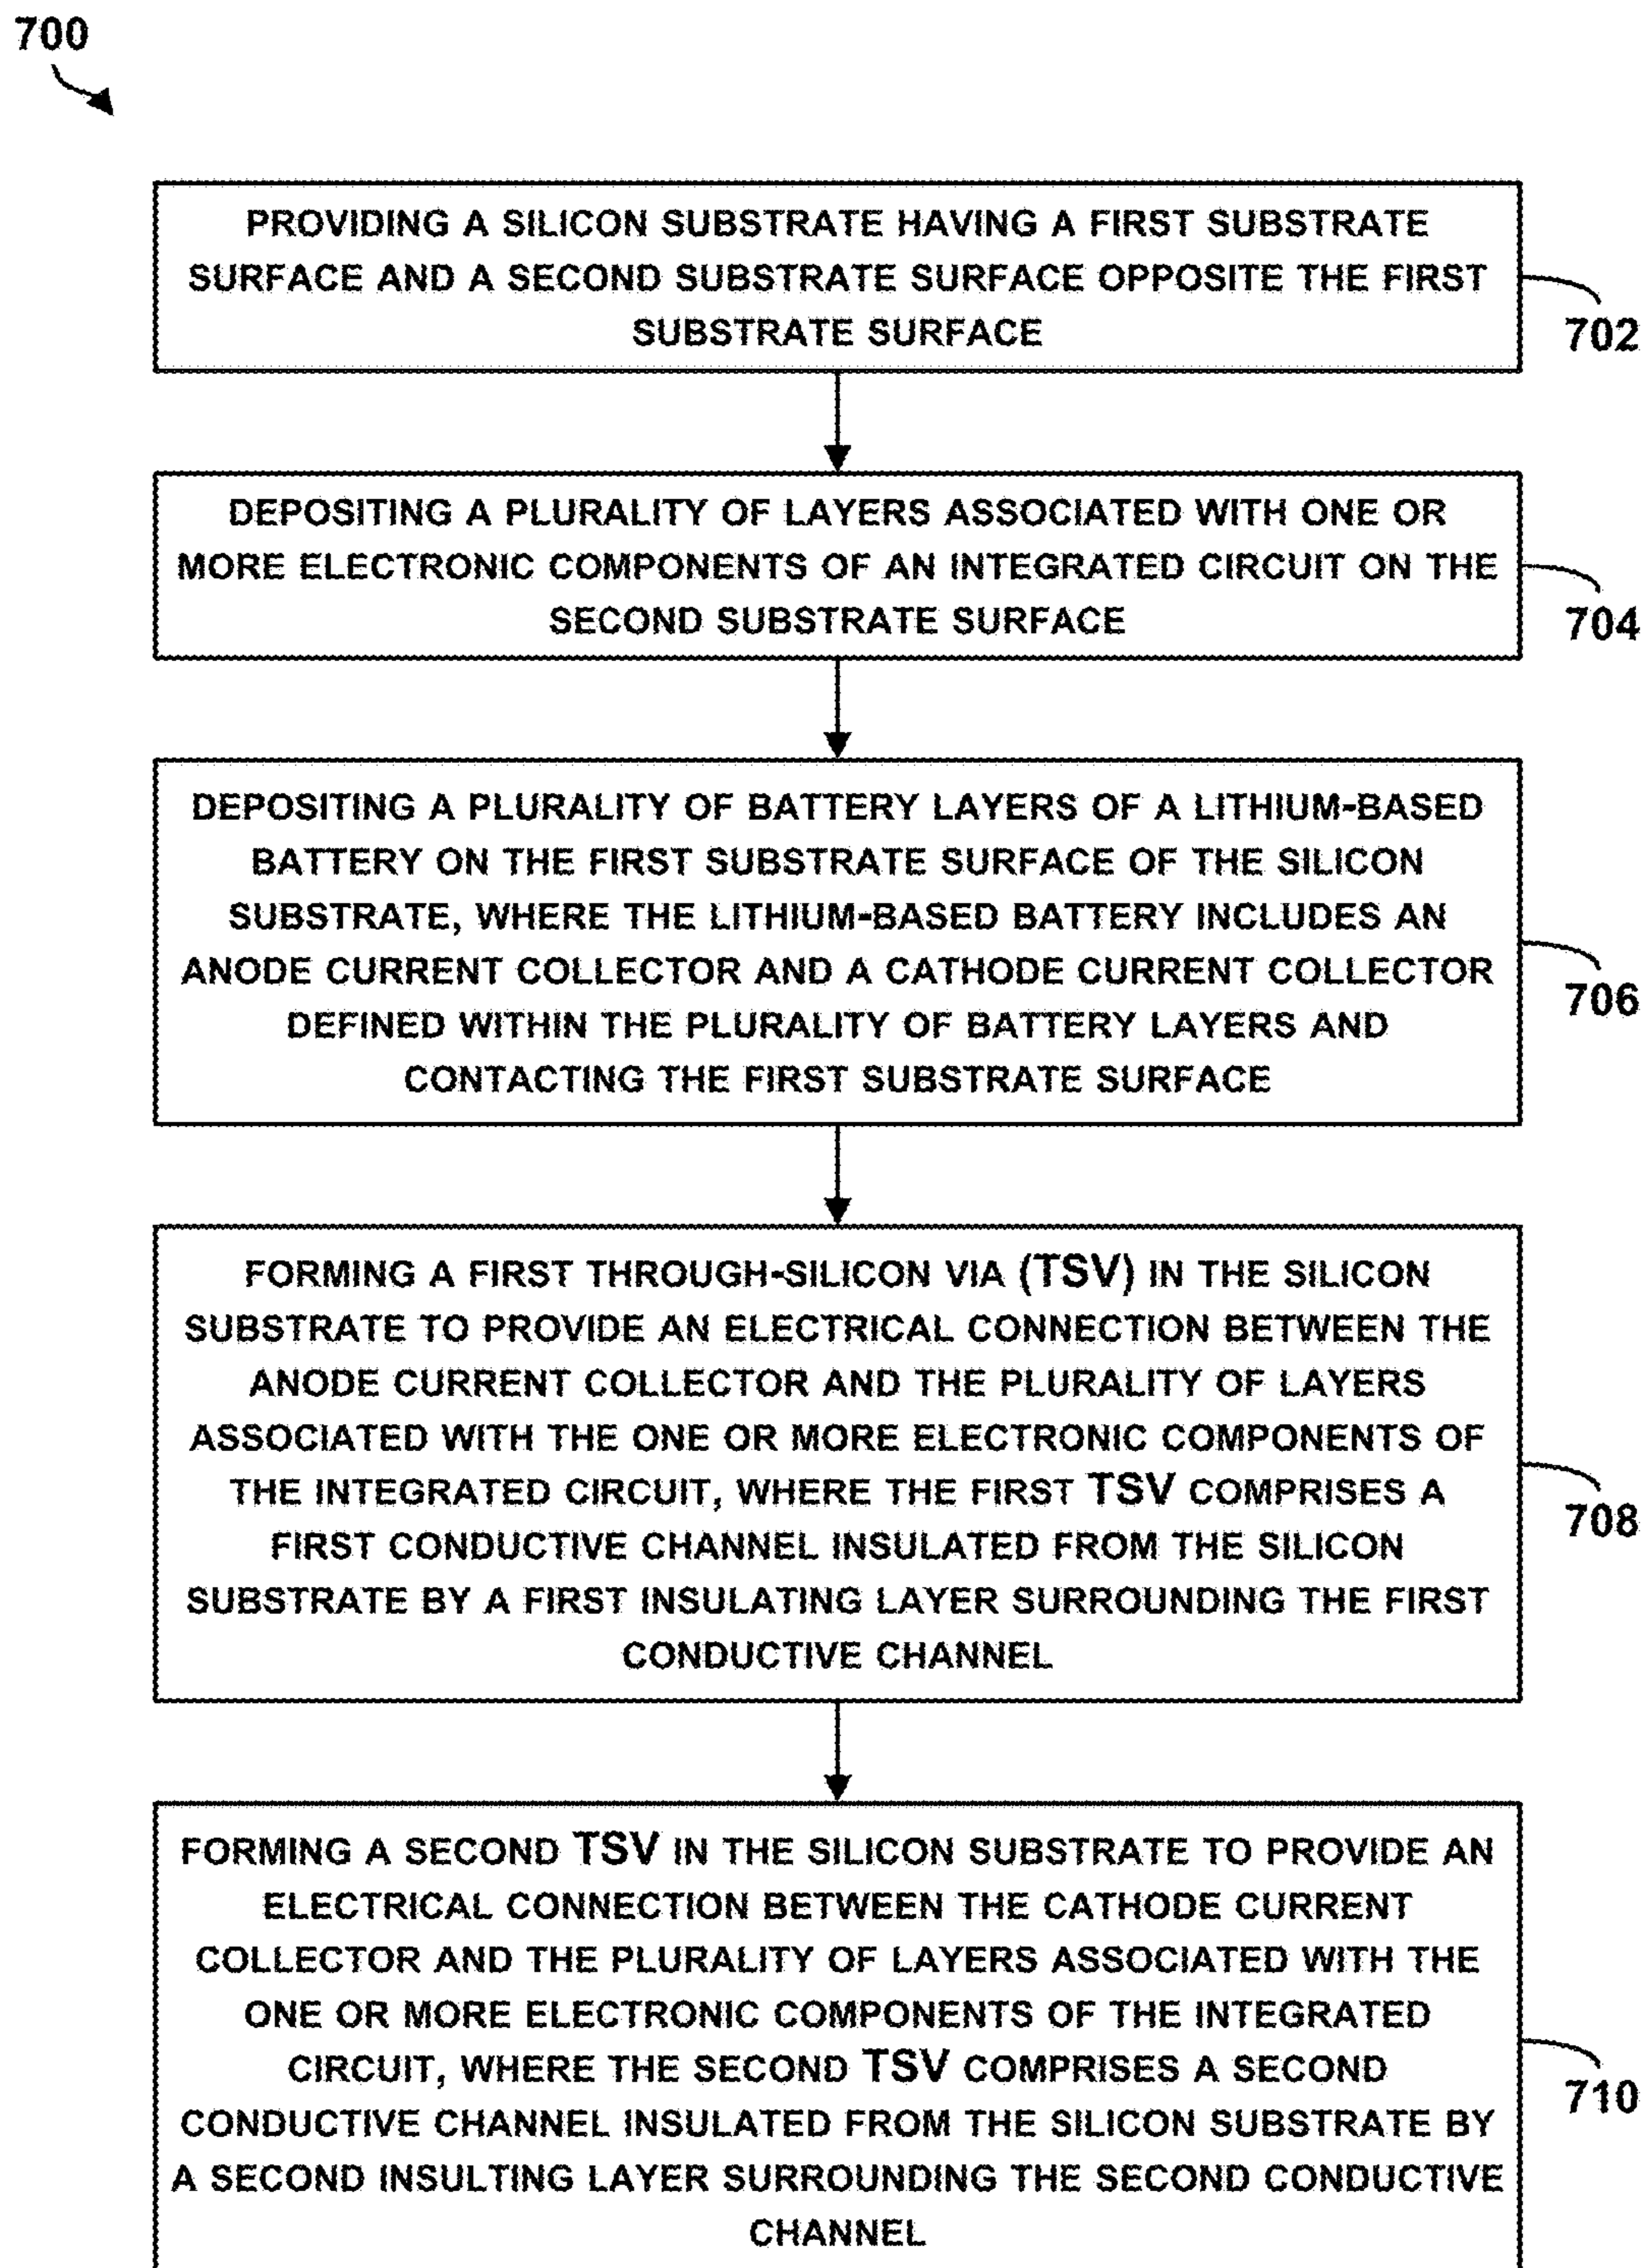 700
PROVIDING A SILICON SUBSTRATE HAVING A FIRST SUBSTRATE
SURFACE AND A SECOND SUBSTRATE SURFACE OPPOSITE THE FIRST
SUBSTRATE SURFACE
702
DEPOSITING A PLURALITY OF LAYERS ASSOCIATED WITH ONE OR
MORE ELECTRONIC COMPONENTS OF AN INTEGRATED CIRCUIT ON THE
SECOND SUBSTRATE SURFACE
704
DEPOSITING A PLURALITY OF BATTERY LAYERS OF A LITHIUM-BASED
BATTERY ON THE FIRST SUBSTRATE SURFACE OF THE SILICON
SUBSTRATE, WHERE THE LITHIUM-BASED BATTERY INCLUDES AN
ANODE CURRENT COLLECTOR AND A CATHODE CURRENT COLLECTOR
DEFINED WITHIN THE PLURALITY OF BATTERY LAYERS AND
CONTACTING THE FIRST SUBSTRATE SURFACE
706
FORMING A FIRST THROUGH-SILICON VIA (TSV) IN THE SILICON
SUBSTRATE TO PROVIDE AN ELECTRICAL CONNECTION BETWEEN THE
ANODE CURRENT COLLECTOR AND THE PLURALITY OF LAYERS
ASSOCIATED WITH THE ONE OR MORE ELECTRONIC COMPONENTS OF
THE INTEGRATED CIRCUIT, WHERE THE FIRST TSV COMPRISES A
FIRST CONDUCTIVE CHANNEL INSULATED FROM THE SILICON
SUBSTRATE BY A FIRST INSULATING LAYER SURROUNDING THE FIRST
CONDUCTIVE CHANNEL
708
FORMING A SECOND TSV IN THE SILICON SUBSTRATE TO PROVIDE AN
ELECTRICAL CONNECTION BETWEEN THE CATHODE CURRENT
COLLECTOR AND THE PLURALITY OF LAYERS ASSOCIATED WITH THE
ONE OR MORE ELECTRONIC COMPONENTS OF THE INTEGRATED
CIRCUIT, WHERE THE SECOND TSV COMPRISES A SECOND
CONDUCTIVE CHANNEL INSULATED FROM THE SILICON SUBSTRATE BY
A SECOND INSULTING LAYER SURROUNDING THE SECOND CONDUCTIVE
CHANNEL
710